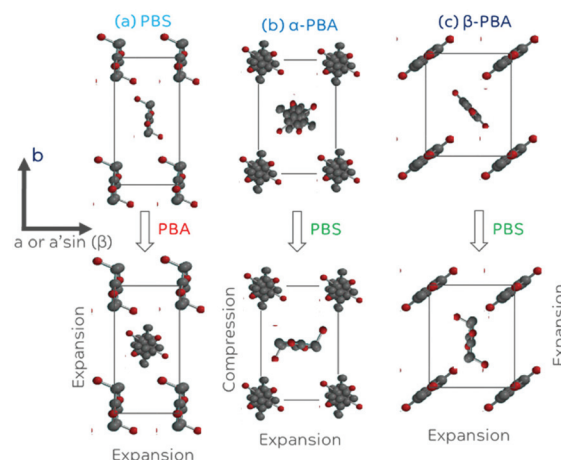 (a) PBS
(b) α-PBA
(c) β-PBA
b
a or a'sin (β)
PBA
PBS
PBS
Expansion
Compression
Expansion
Expansion
Expansion
Expansion